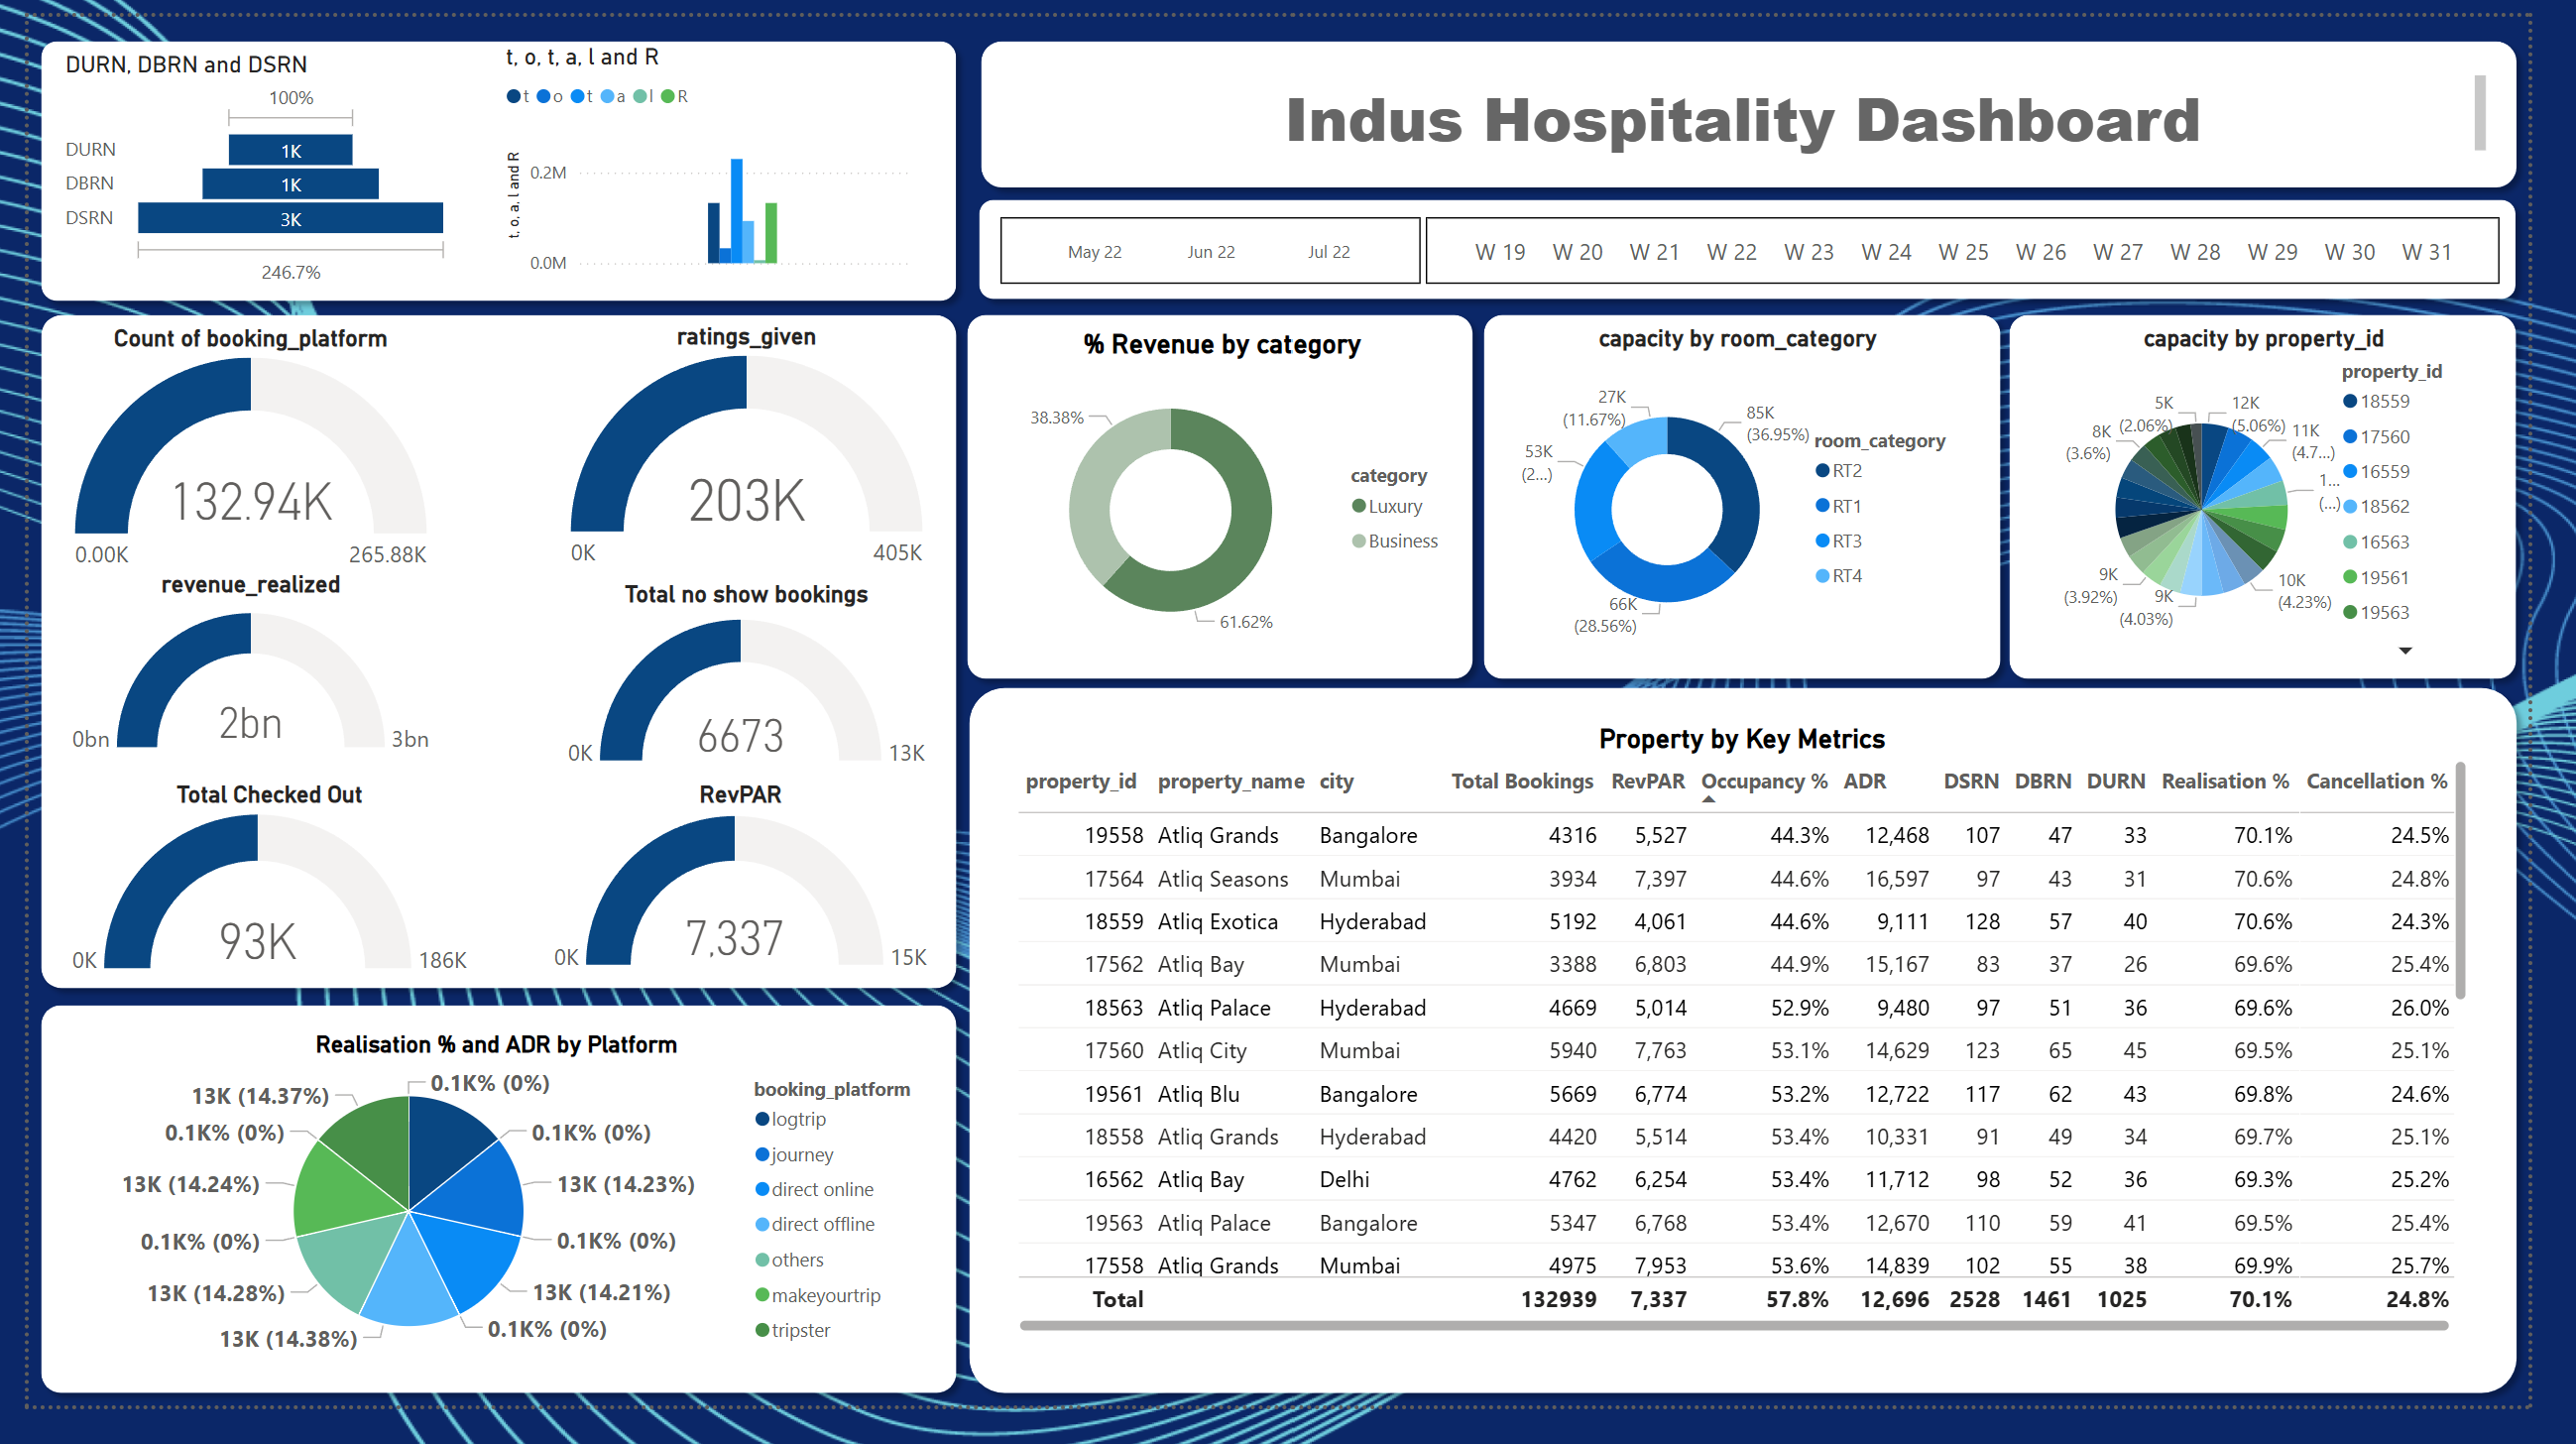 DURN, DBRN and DSRN
100%
DURN 1K
DBRN 1K
DSRN 3K
246.7%
t, o, t, a, l and R
t o t a l R
t, o, a, l and R
0.2M
0.0M
Indus Hospitality Dashboard
May 22 Jun 22 Jul 22
W 19 W 20 W 21 W 22 W 23 W 24 W 25 W 26 W 27 W 28 W 29 W 30 W 31
Count of booking_platform
132.94K
0.00K 265.88K
ratings_given
203K
0K 405K
revenue_realized
2bn
0bn 3bn
Total no show bookings
6673
0K 13K
Total Checked Out
93K
0K 186K
RevPAR
7,337
0K 15K
% Revenue by category
38.38%
61.62%
category
Luxury
Business
capacity by room_category
27K
(11.67%)
85K
(36.95%)
53K
(2...)
66K
(28.56%)
room_category
RT2
RT1
RT3
RT4
capacity by property_id
5K
(2.06%)
12K
(5.06%)
8K
(3.6%)
11K
(4.7...)
1...
(...)
9K
(3.92%)
9K
(4.03%)
10K
(4.23%)
property_id
18559
17560
16559
18562
16563
19561
19563
Realisation % and ADR by Platform
0.1K% (0%)
13K (14.37%)
0.1K% (0%)
0.1K% (0%)
13K (14.24%)
13K (14.23%)
0.1K% (0%)
0.1K% (0%)
13K (14.28%)
13K (14.21%)
13K (14.38%)
0.1K% (0%)
booking_platform
logtrip
journey
direct online
direct offline
others
makeyourtrip
tripster
Property by Key Metrics
property_id property_name city Total Bookings RevPAR Occupancy % ADR DSRN DBRN DURN Realisation % Cancellation %
19558 Atliq Grands Bangalore 4316 5,527 44.3% 12,468 107 47 33 70.1% 24.5%
17564 Atliq Seasons Mumbai 3934 7,397 44.6% 16,597 97 43 31 70.6% 24.8%
18559 Atliq Exotica Hyderabad 5192 4,061 44.6% 9,111 128 57 40 70.6% 24.3%
17562 Atliq Bay Mumbai 3388 6,803 44.9% 15,167 83 37 26 69.6% 25.4%
18563 Atliq Palace Hyderabad 4669 5,014 52.9% 9,480 97 51 36 69.6% 26.0%
17560 Atliq City Mumbai 5940 7,763 53.1% 14,629 123 65 45 69.5% 25.1%
19561 Atliq Blu Bangalore 5669 6,774 53.2% 12,722 117 62 43 69.8% 24.6%
18558 Atliq Grands Hyderabad 4420 5,514 53.4% 10,331 91 49 34 69.7% 25.1%
16562 Atliq Bay Delhi 4762 6,254 53.4% 11,712 98 52 36 69.3% 25.2%
19563 Atliq Palace Bangalore 5347 6,768 53.4% 12,670 110 59 41 69.5% 25.4%
17558 Atliq Grands Mumbai 4975 7,953 53.6% 14,839 102 55 38 69.9% 25.7%
Total 132939 7,337 57.8% 12,696 2528 1461 1025 70.1% 24.8%